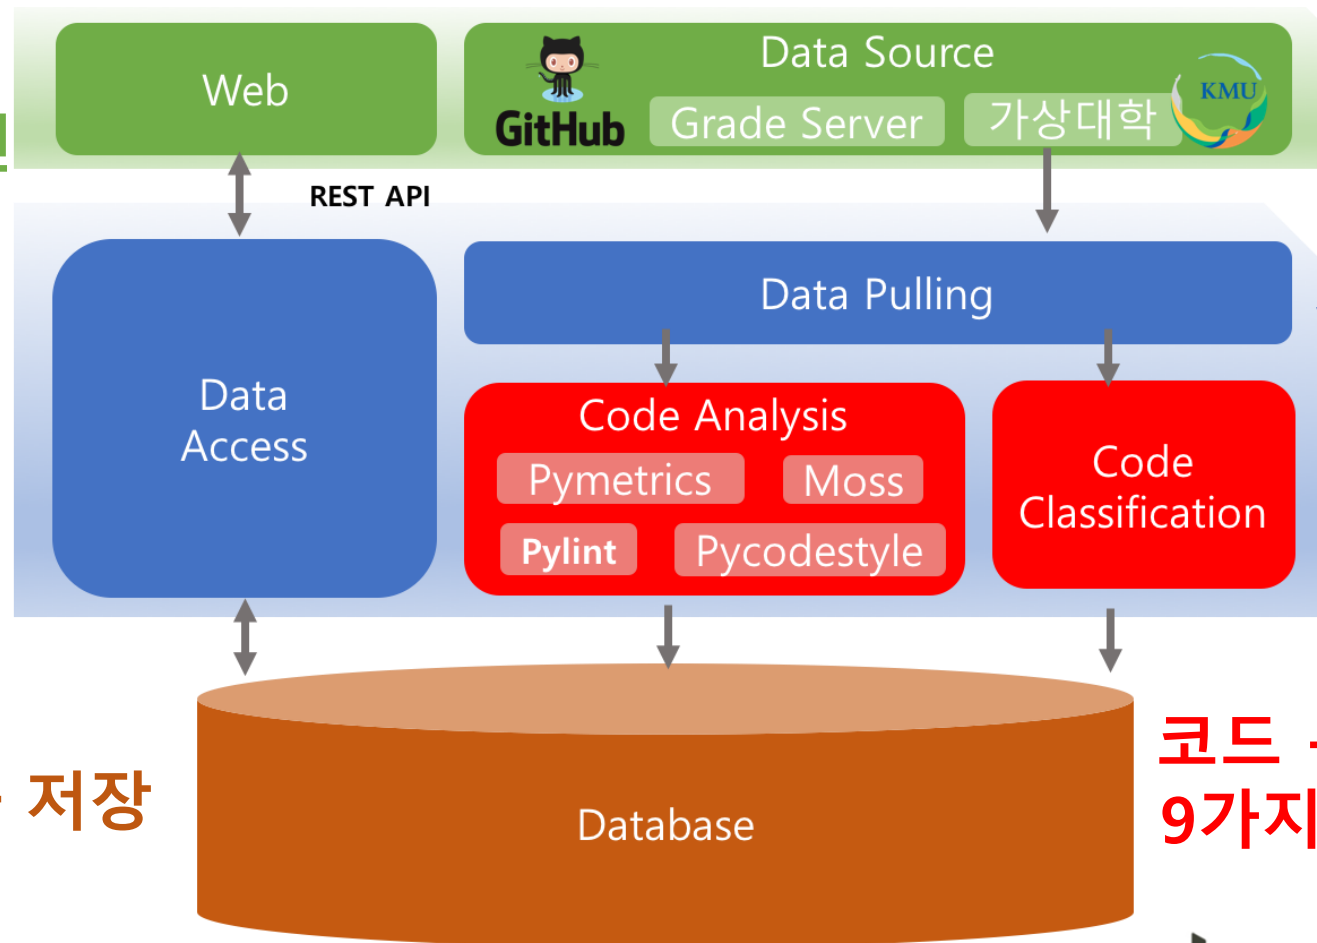 Web
Data Source
GitHub
Grade Server
가상대학
KMU
REST API
Data Pulling
Data
Access
Code Analysis
Pymetrics
Moss
Pylint
Pycodestyle
Code
Classification
저장
Database
코드
9가지